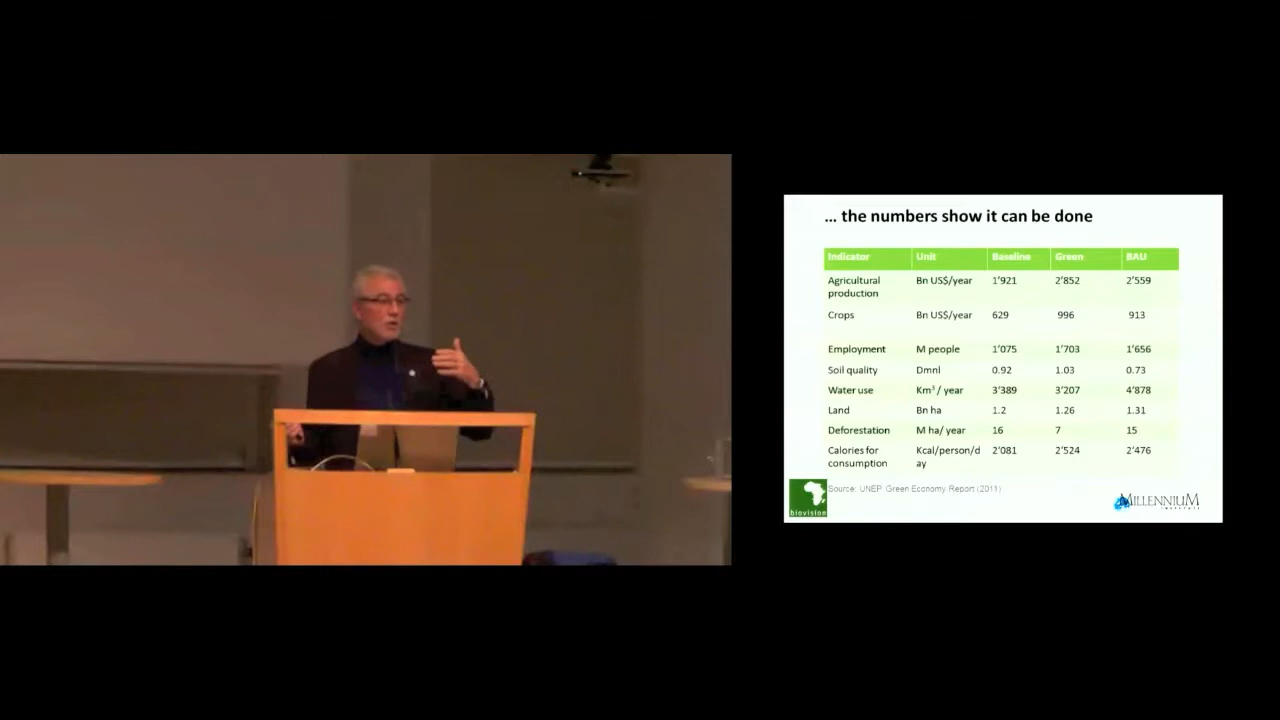 ... the numbers show it can be done
Indicator Unit Baseline Green BAU
Agricultural production Bn US$/year 1'921 2'852 2'559
Crops Bn US$/year 629 996 913
Employment M people 1'075 1'703 1'656
Soil quality Dmnl 0.92 1.03 0.73
Water use Km³ / year 3'389 3'207 4'878
Land Bn ha 1.2 1.26 1.31
Deforestation M ha/ year 16 7 15
Calories for consumption Kcal/person/d ay 2'081 2'524 2'476
Source: UNEP Green Economy Report (2011)
biovision
MILLENNIUM
INSTITUTE